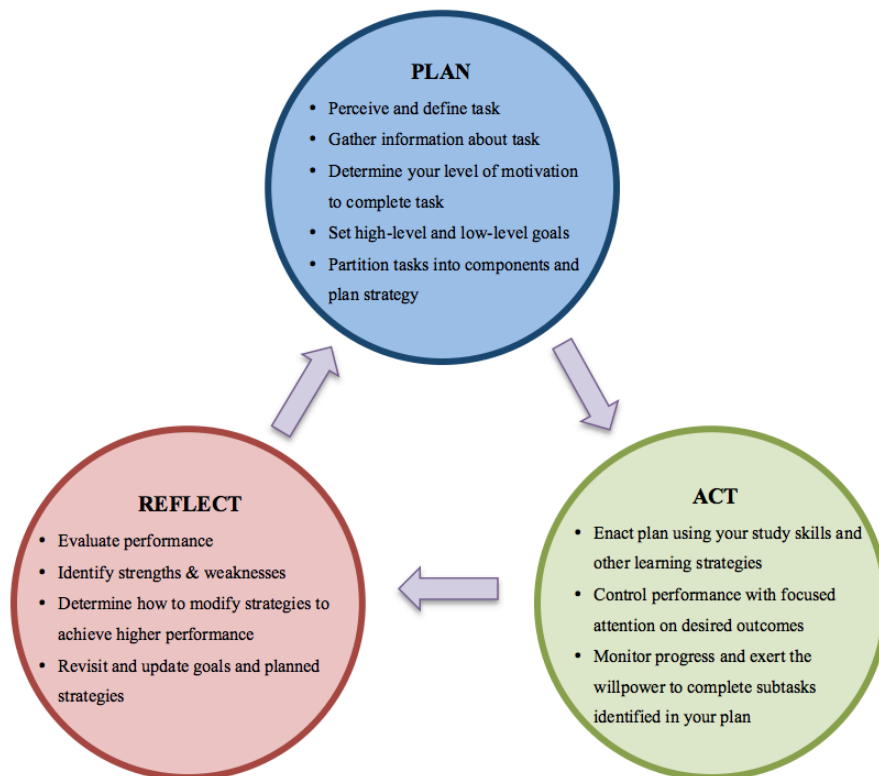 PLAN
• Perceive and define task
• Gather information about task
• Determine your level of motivation
to complete task
• Set high-level and low-level goals
• Partition tasks into components and
plan strategy
REFLECT
• Evaluate performance
• Identify strengths & weaknesses
• Determine how to modify strategies to
achieve higher performance
• Revisit and update goals and planned
strategies
ACT
• Enact plan using your study skills and
other learning strategies
• Control performance with focused
attention on desired outcomes
• Monitor progress and exert the
willpower to complete subtasks
identified in your plan